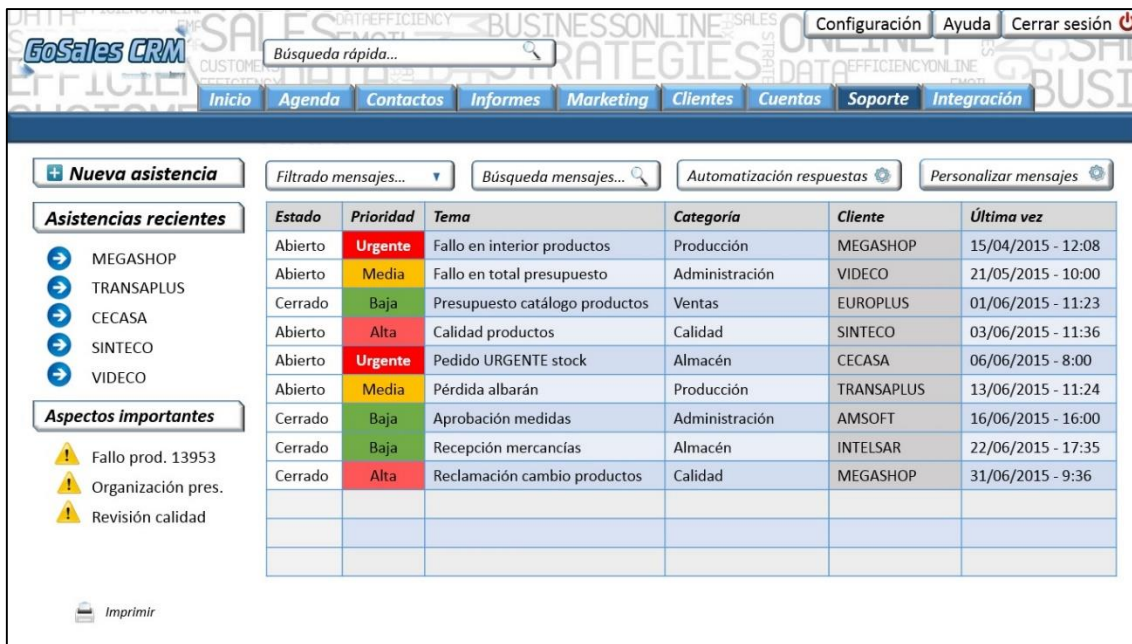 Configuración Ayuda Cerrar sesión
GoSales CRM
Búsqueda rápida...
Inicio Agenda Contactos Informes Marketing Clientes Cuentas Soporte Integración
Nueva asistencia
Filtrado mensajes... Búsqueda mensajes... Automatización respuestas Personalizar mensajes
Asistencias recientes
MEGASHOP
TRANSAPLUS
CECASA
SINTECO
VIDECO
Aspectos importantes
Fallo prod. 13953
Organización pres.
Revisión calidad
Imprimir
Estado Prioridad Tema Categoría Cliente Última vez
Abierto Urgente Fallo en interior productos Producción MEGASHOP 15/04/2015 - 12:08
Abierto Media Fallo en total presupuesto Administración VIDECO 21/05/2015 - 10:00
Cerrado Baja Presupuesto catálogo productos Ventas EUROPLUS 01/06/2015 - 11:23
Abierto Alta Calidad productos Calidad SINTECO 03/06/2015 - 11:36
Abierto Urgente Pedido URGENTE stock Almacén CECASA 06/06/2015 - 8:00
Abierto Media Pérdida albarán Producción TRANSAPLUS 13/06/2015 - 11:24
Cerrado Baja Aprobación medidas Administración AMSOFT 16/06/2015 - 16:00
Cerrado Baja Recepción mercancías Almacén INTELSAR 22/06/2015 - 17:35
Cerrado Alta Reclamación cambio productos Calidad MEGASHOP 31/06/2015 - 9:36